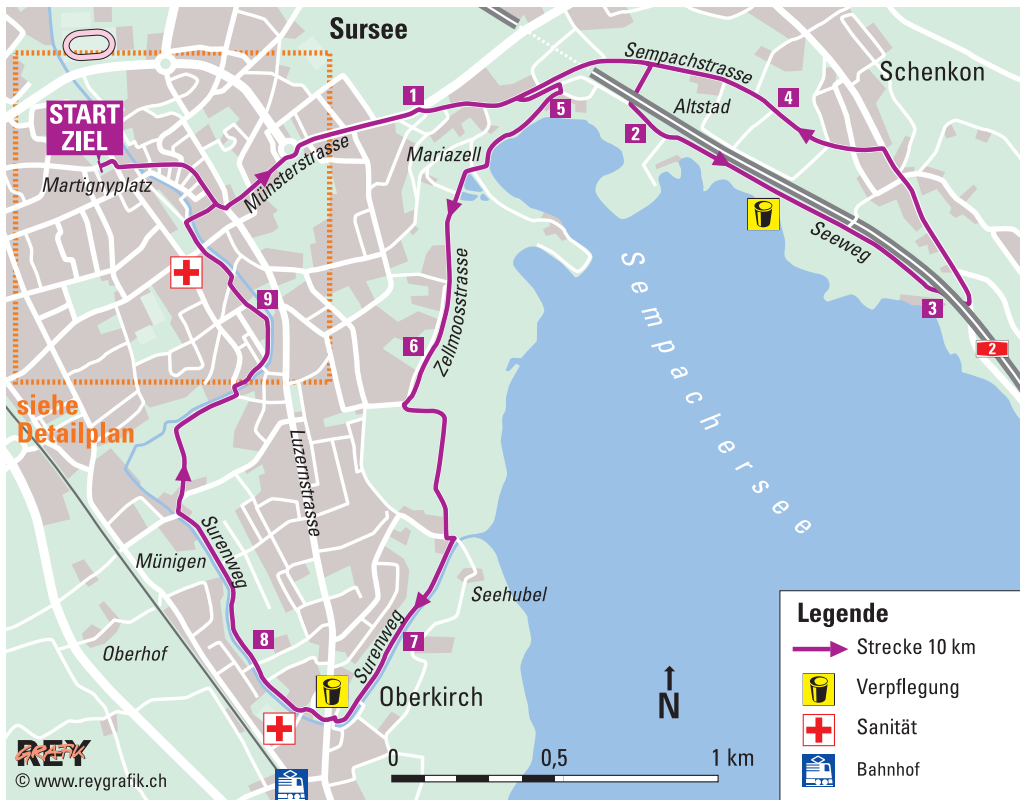 Sursee
Schenkon
START
ZIEL
Martignyplatz
Münsterstrasse
Mariazell
Sempachstrasse
Altstad
Seeweg
1
2
3
4
5
6
7
8
9
2
Zellmoosstrasse
Sempachersee
siehe
Detailplan
Luzernstrasse
Surenweg
Münigen
Oberhof
Surenweg
Seehubel
Oberkirch
N
0 0,5 1 km
Legende
Strecke 10 km
Verpflegung
Sanität
Bahnhof
REY
GRAFIK
© www.reygrafik.ch